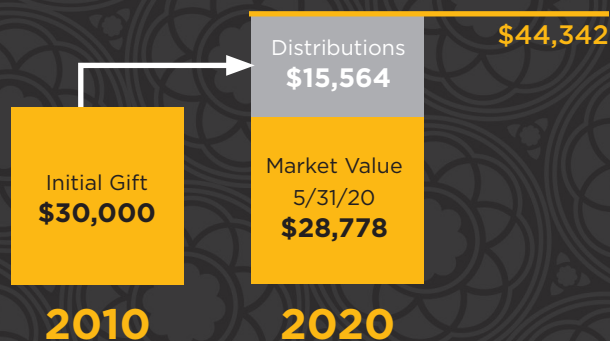 $44,342
Distributions
$15,564
Initial Gift
$30,000
Market Value
5/31/20
$28,778
2010
2020